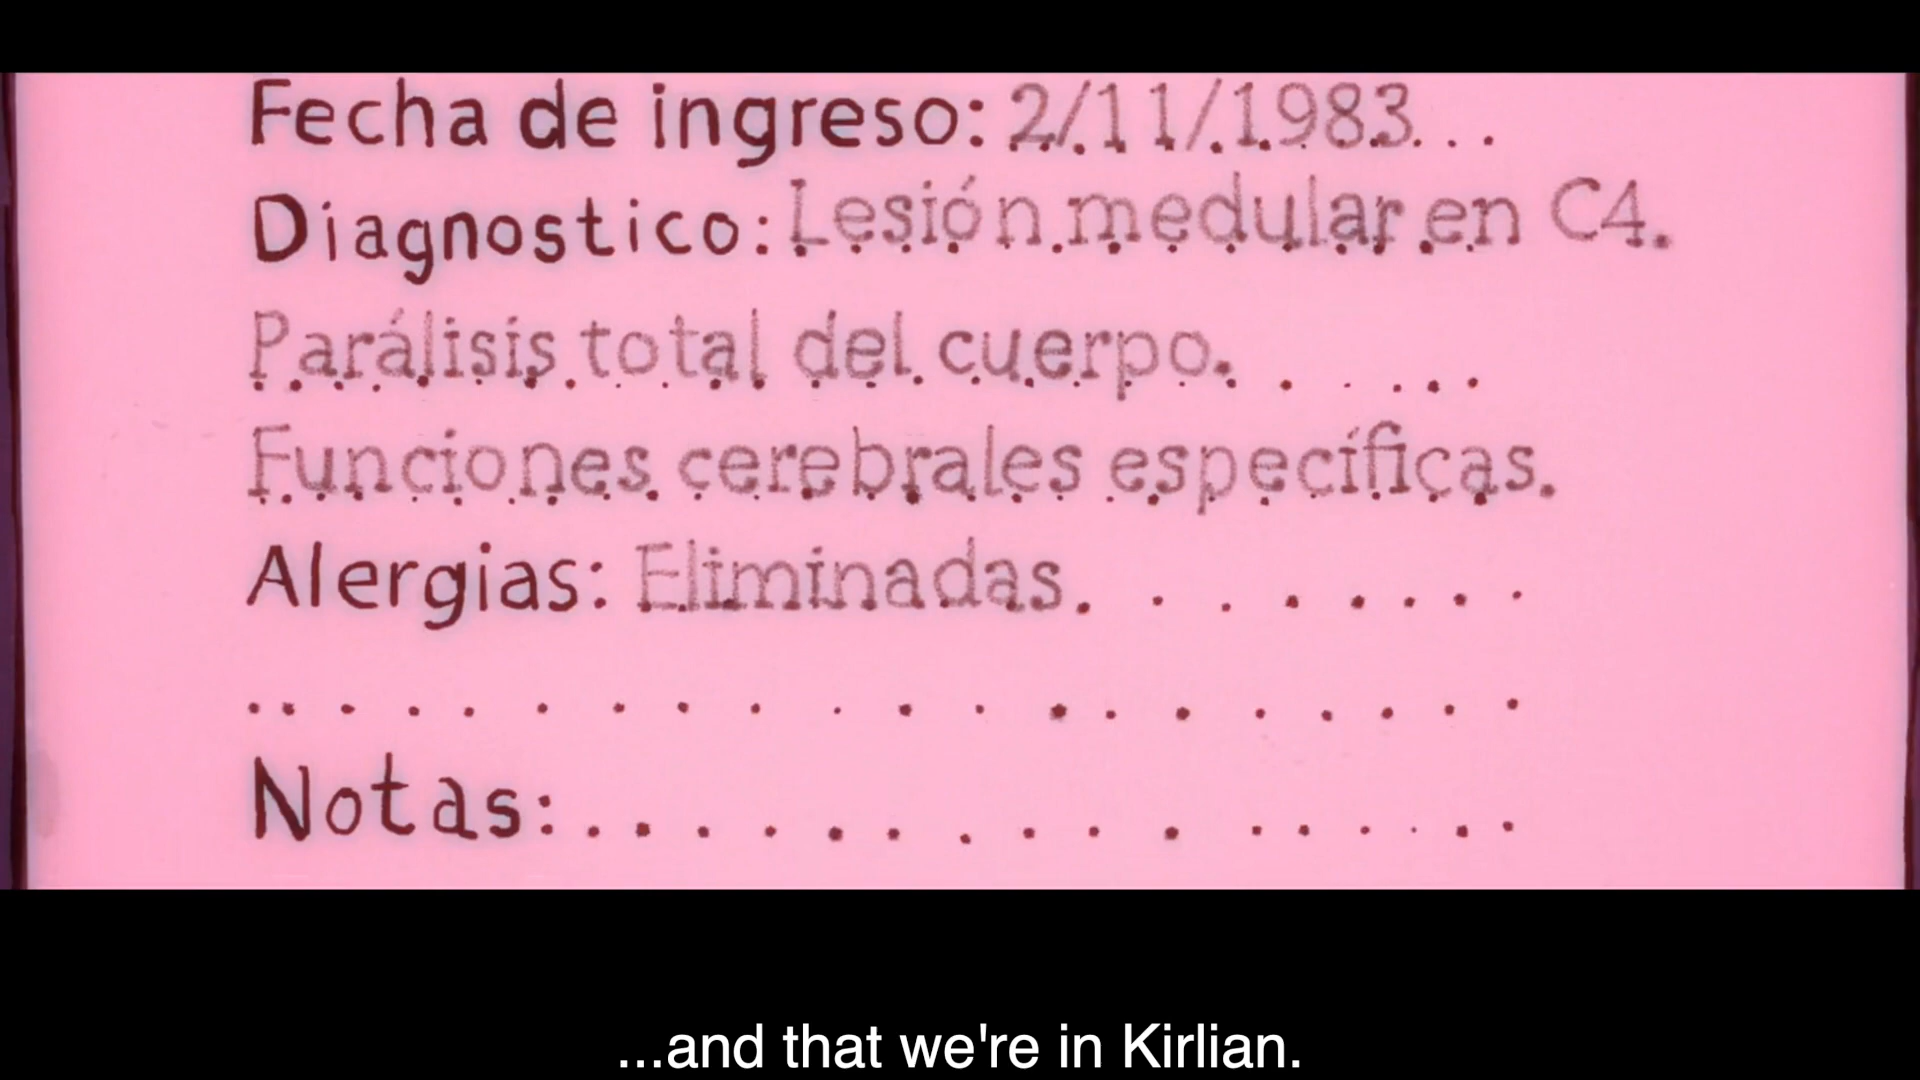 Fecha de ingreso: 2/11/1983...
Diagnostico: Lesión medular en C4.
Parálisis total del cuerpo.
Funciones cerebrales específicas.
Alergias: Eliminadas.
Notas:
...and that we're in Kirlian.